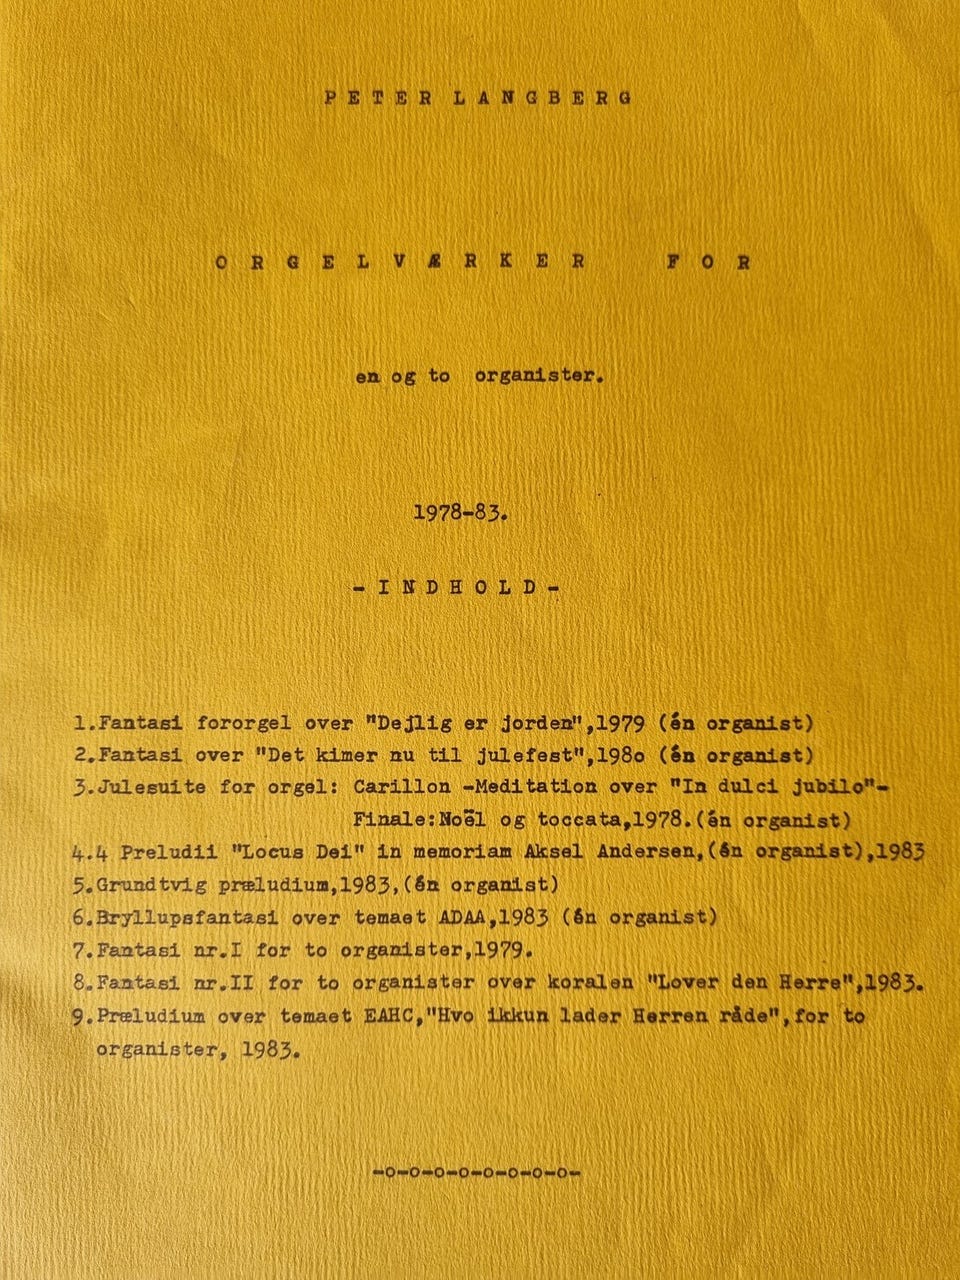 PETER LANGBERG
ORGELVÆRKER FOR
en og to organister.
1978-83.
-INDHOLD-
1.Fantasi fororgel over "Dejlig er jorden",1979 (én organist)
2.Fantasi over "Det kimer nu til julefest",198o (én organist)
3.Julesuite for orgel: Carillon -Meditation over "In dulci jubilo"-
Finale:Noël og toccata,1978.(én organist)
4.4 Preludii "Locus Dei" in memoriam Aksel Andersen,(én organist),1983
5.Grundtvig præludium,1983,(én organist)
6.Bryllupsfantasi over temaet ADAA,1983 (én organist)
7.Fantasi nr.I for to organister,1979.
8.Fantasi nr.II for to organister over koralen "Lover den Herre",1983.
9.Præludium over temaet EAHC,"Hvo ikkun lader Herren råde",for to
organister, 1983.
-o-o-o-o-o-o-o-o-